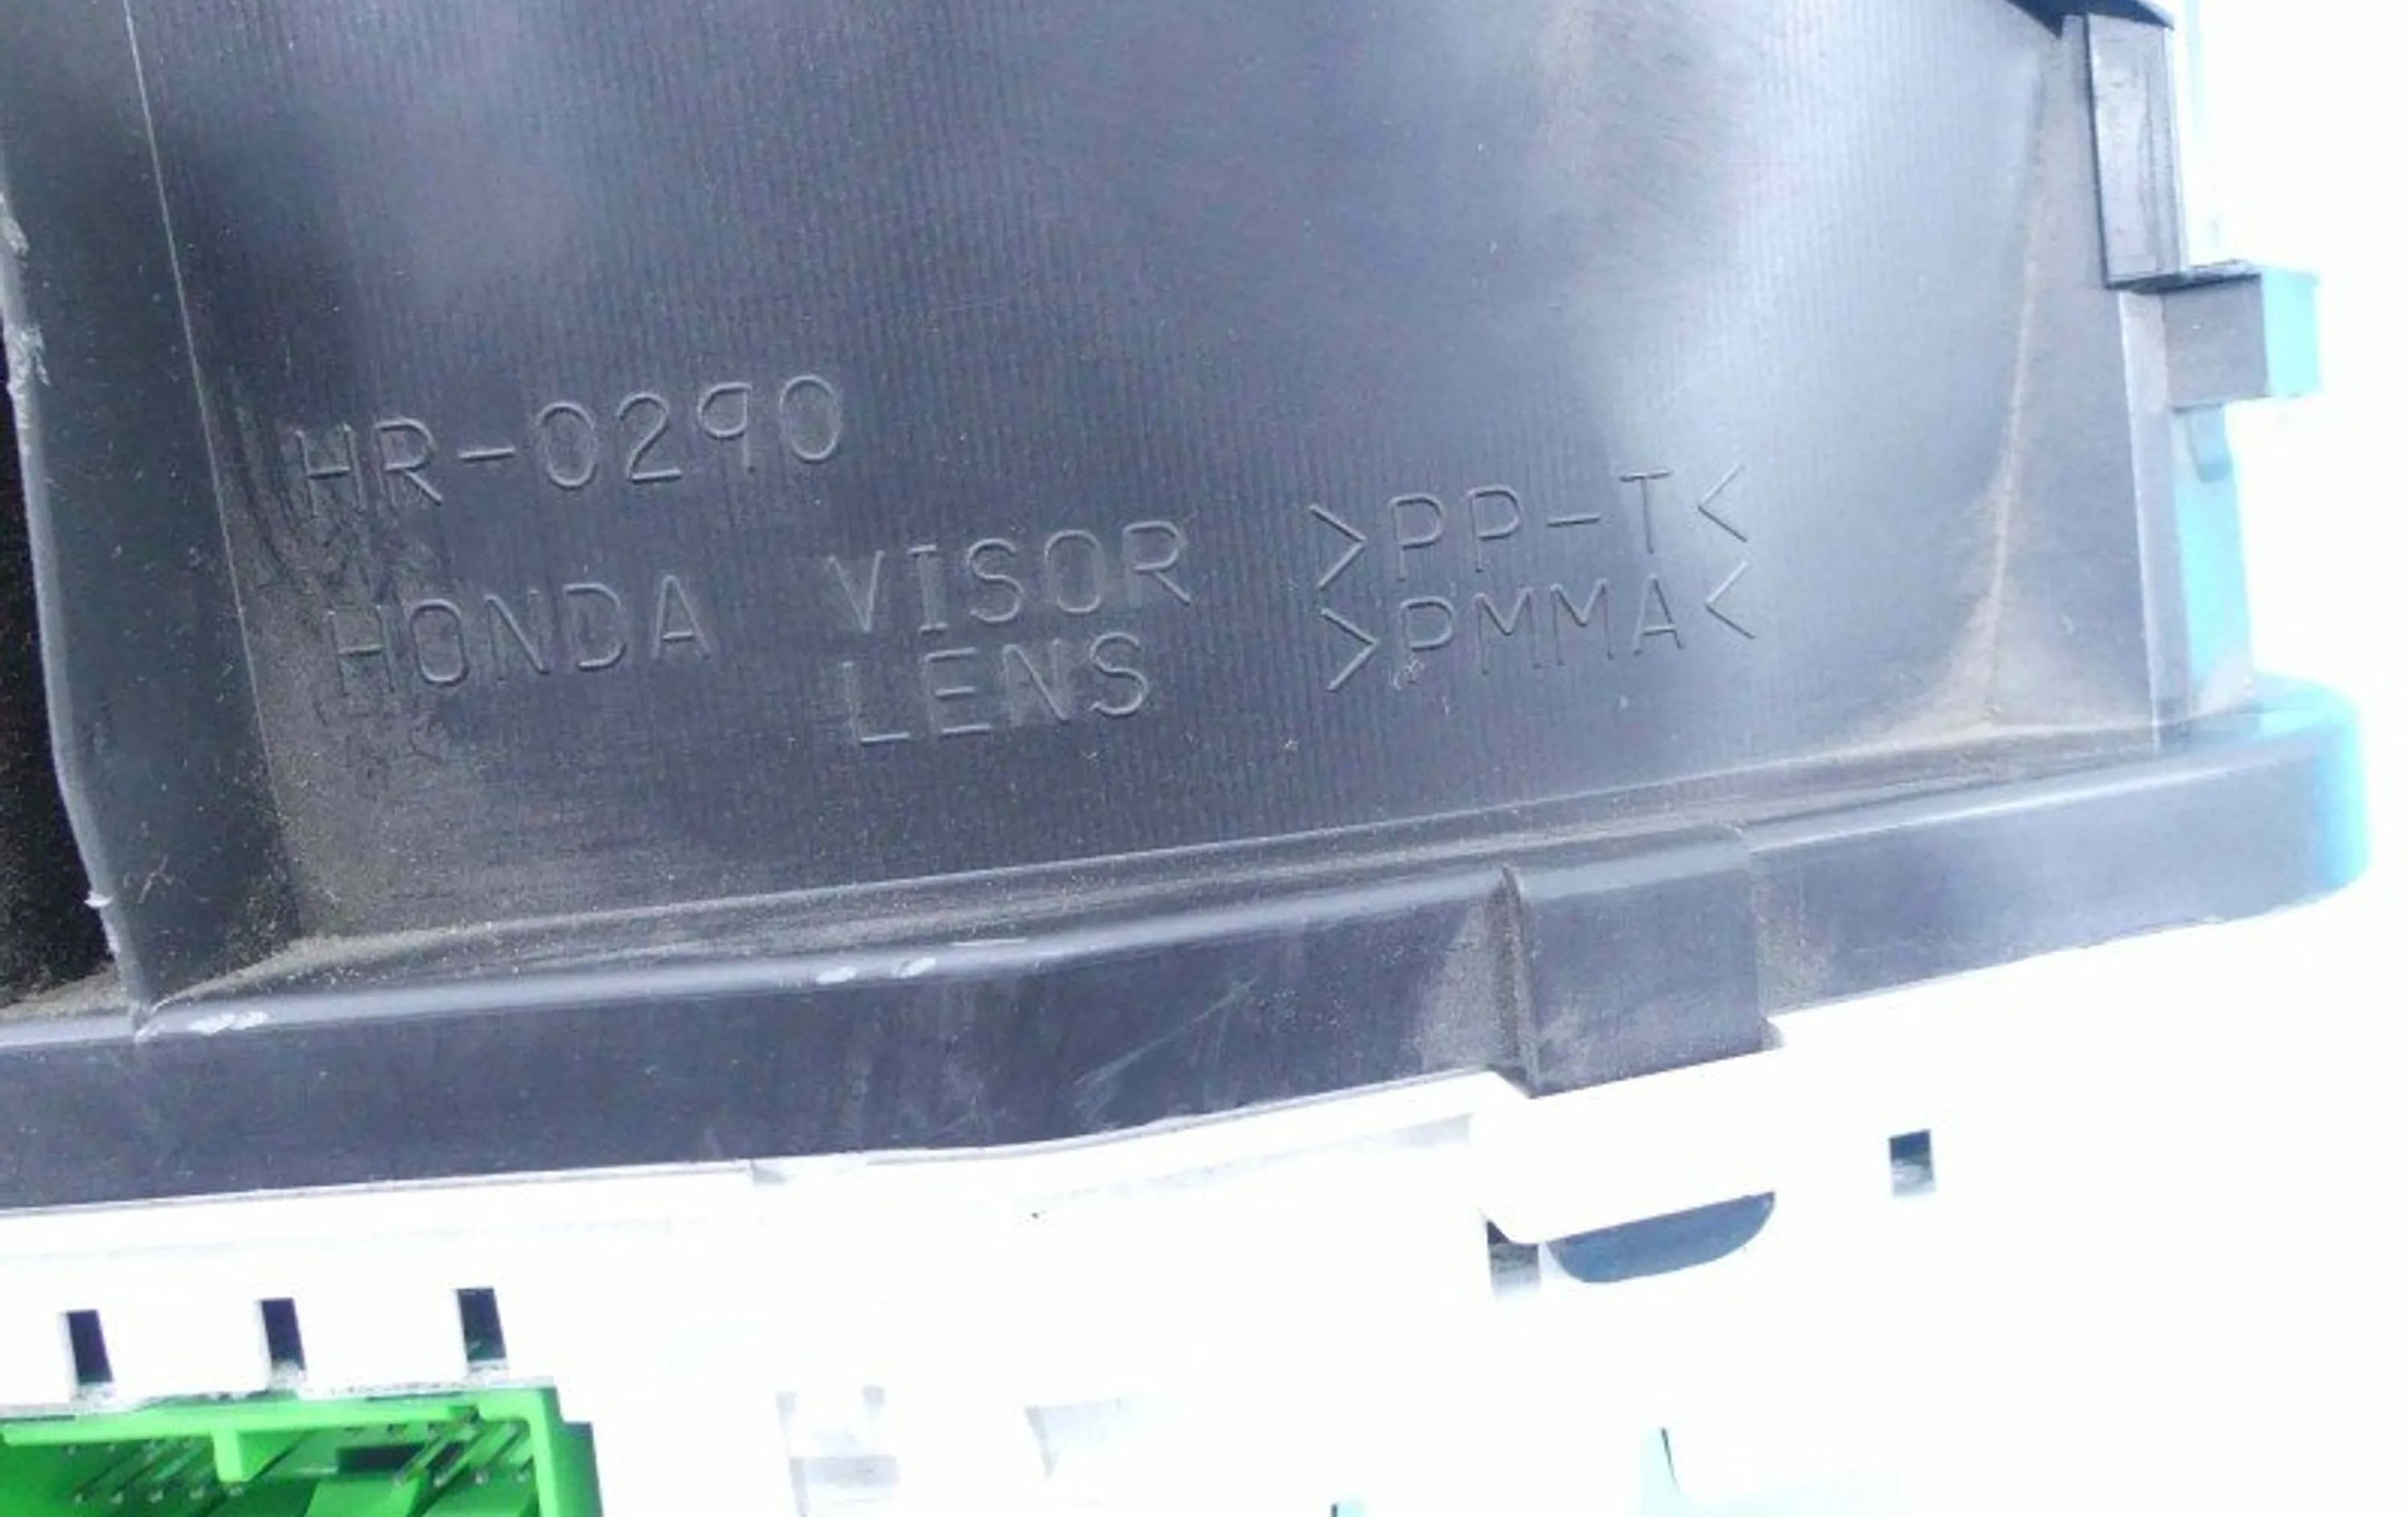 HR-0290
HONDA VISOR >PP-T<
LENS >PMMA<